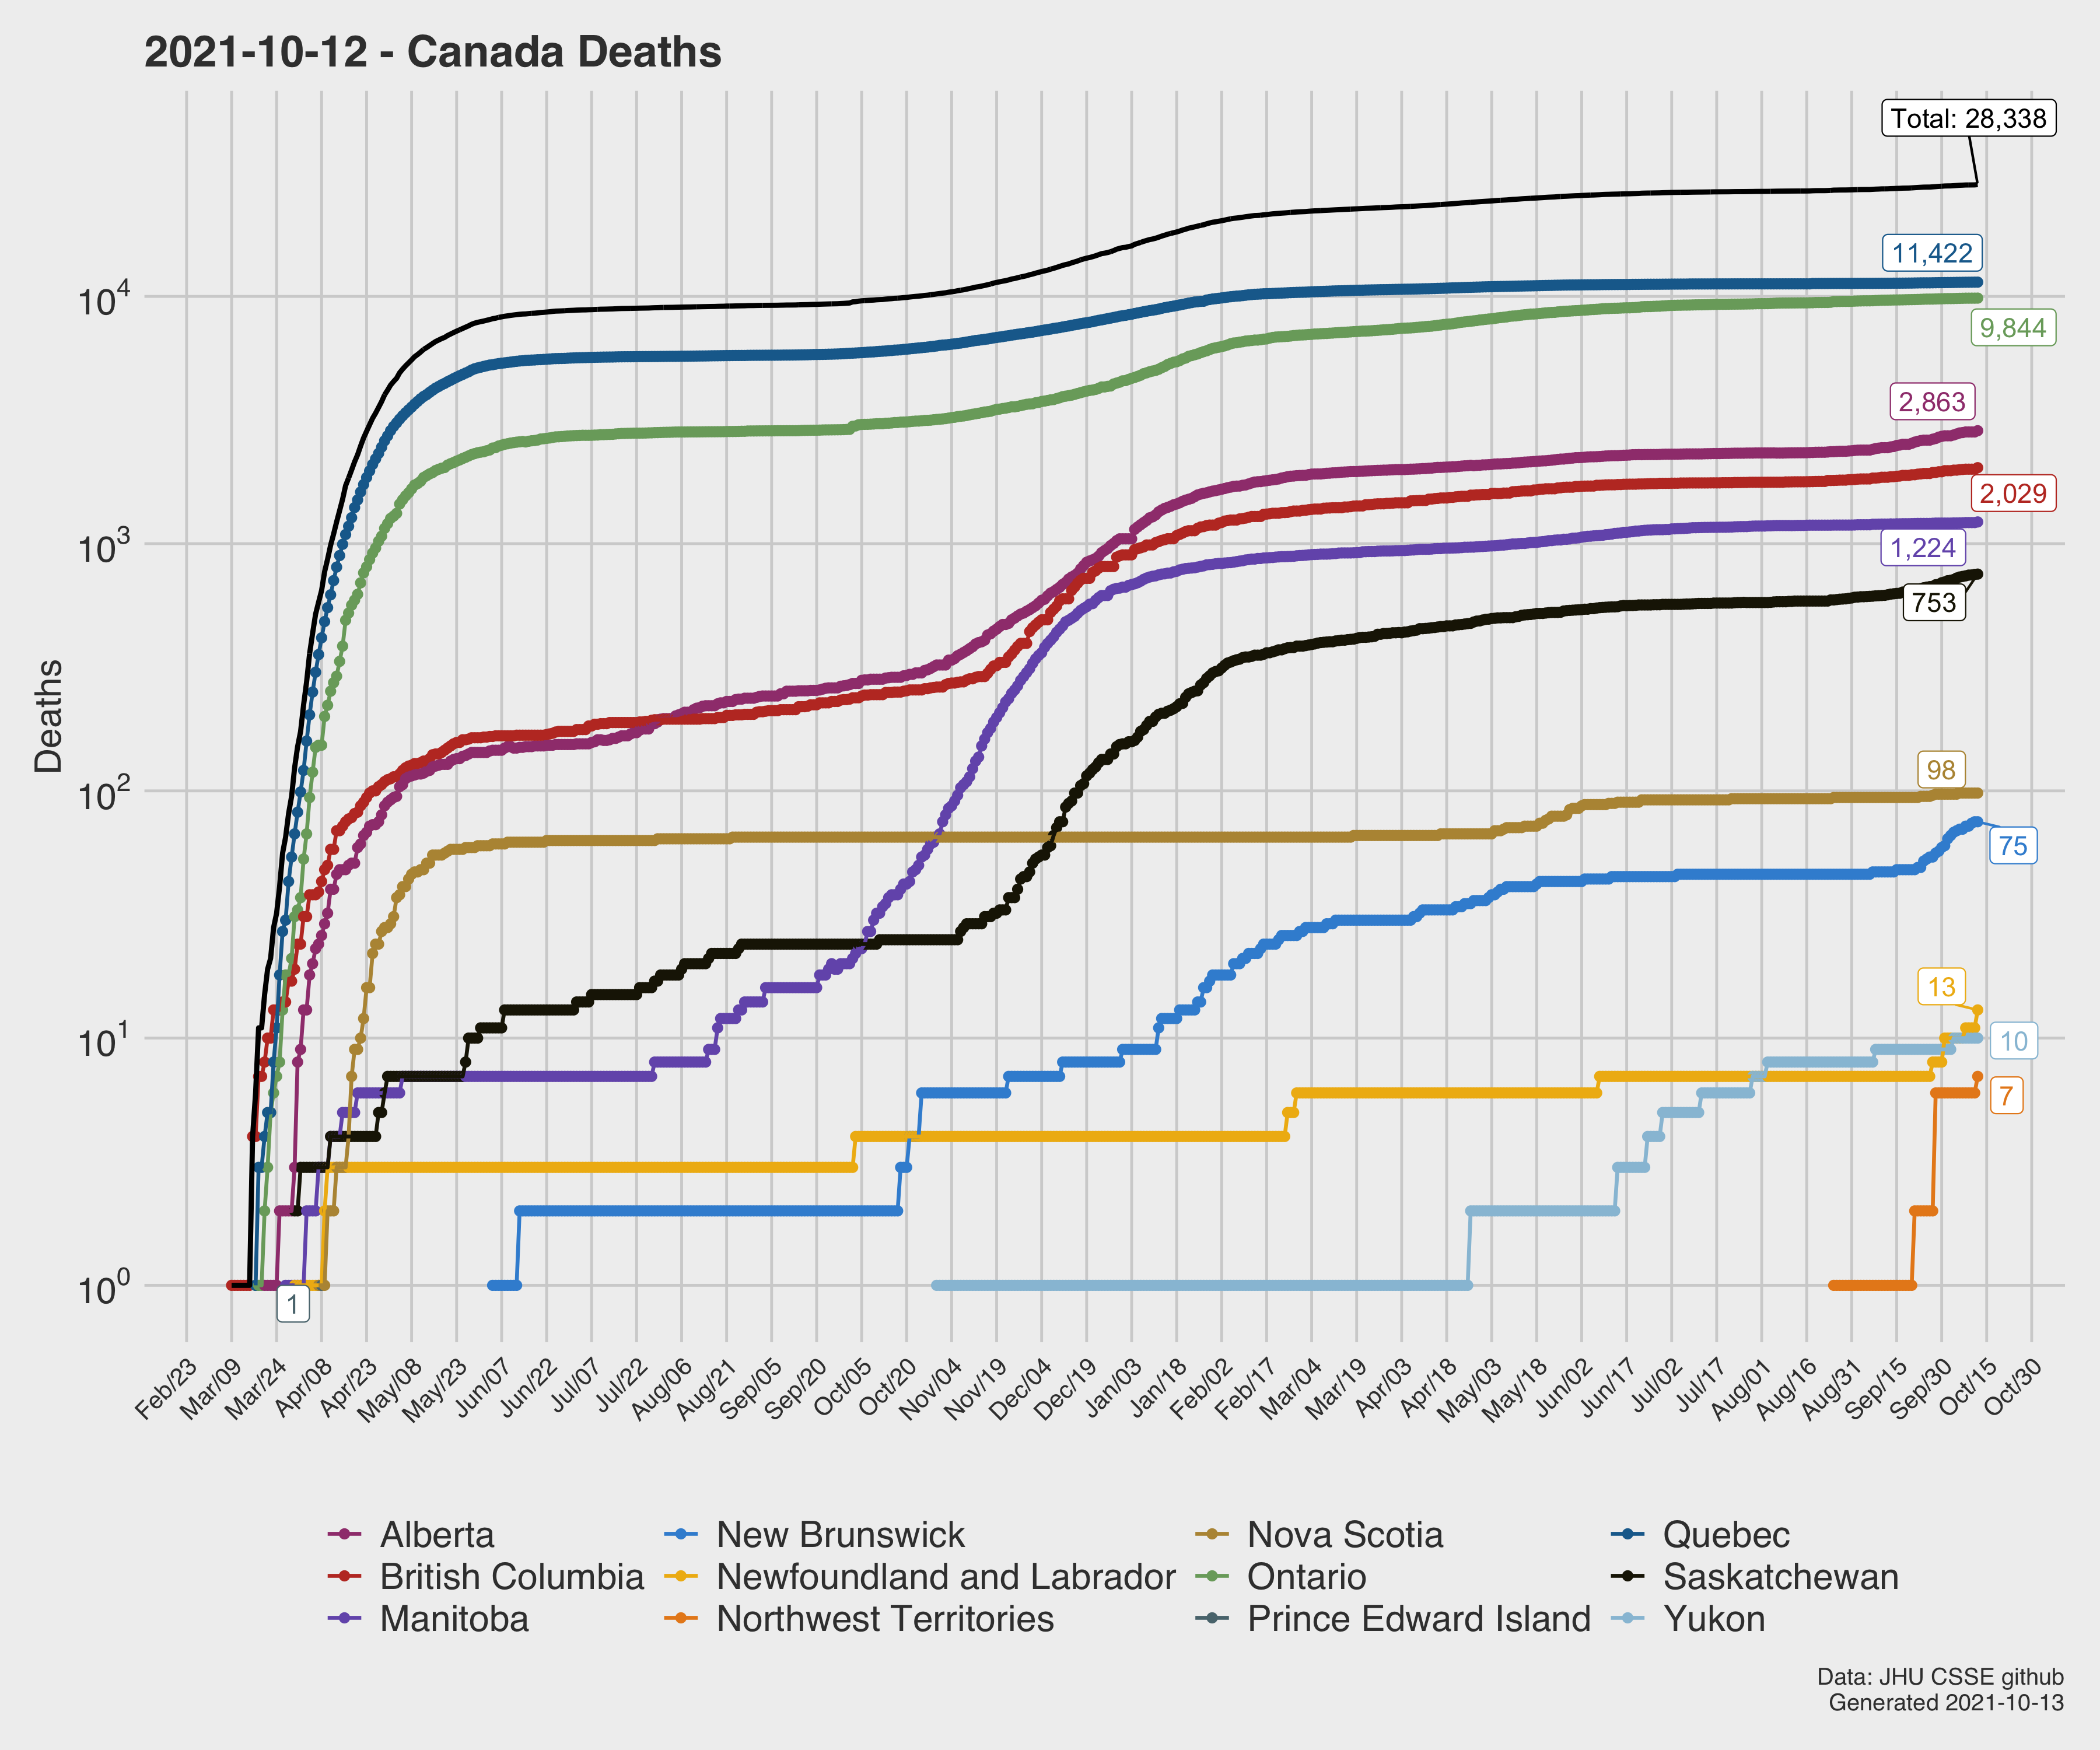 2021-10-12 - Canada Deaths
Total: 28,338
11,422
9,844
2,863
2,029
1,224
753
98
75
13
10
7
1
Deaths
10^4
10^3
10^2
10^1
10^0
Feb/23 Mar/09 Mar/24 Apr/08 Apr/23 May/08 May/23 Jun/07 Jun/22 Jul/07 Jul/22 Aug/06 Aug/21 Sep/05 Sep/20 Oct/05 Oct/20 Nov/04 Nov/19 Dec/04 Dec/19 Jan/03 Jan/18 Feb/02 Feb/17 Mar/04 Mar/19 Apr/03 Apr/18 May/03 May/18 Jun/02 Jun/17 Jul/02 Jul/17 Aug/01 Aug/16 Aug/31 Sep/15 Sep/30 Oct/15 Oct/30
Alberta New Brunswick Nova Scotia Quebec
British Columbia Newfoundland and Labrador Ontario Saskatchewan
Manitoba Northwest Territories Prince Edward Island Yukon
Data: JHU CSSE github
Generated 2021-10-13